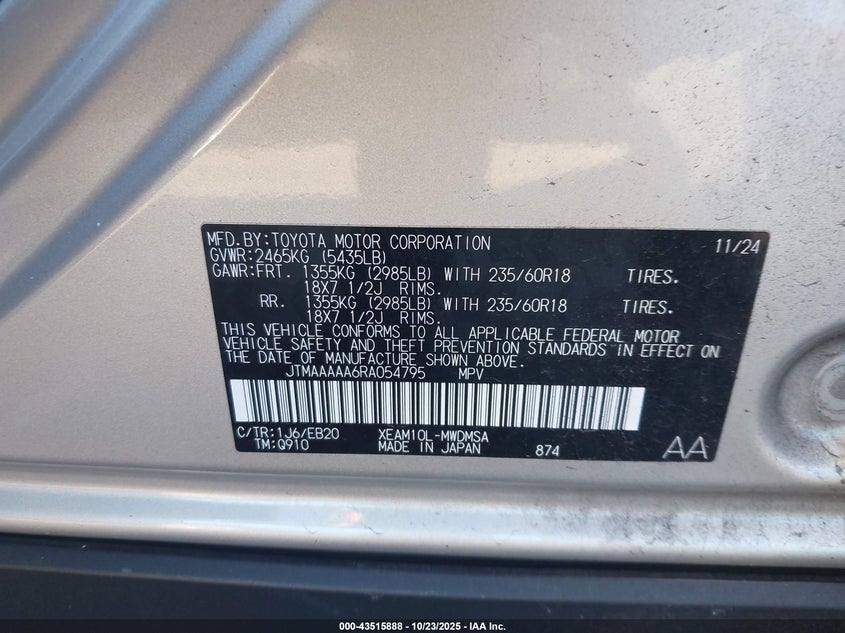 MFD.BY:TOYOTA MOTOR CORPORATION 11/24
GVWR:2465KG (5435LB)
GAWR:FRT. 1355KG (2985LB) WITH 235/60R18 TIRES.
18X7 1/2J RIMS.
RR. 1355KG (2985LB) WITH 235/60R18 TIRES.
18X7 1/2J RIMS.
THIS VEHICLE CONFORMS TO ALL APPLICABLE FEDERAL MOTOR
VEHICLE SAFETY AND THEFT PREVENTION STANDARDS IN EFFECT ON
THE DATE OF MANUFACTURE SHOWN ABOVE.
JTMAAAAA6RA054795 MPV
C/TR:1J6/EB20 XEAM10L-MWDMSA
TM:Q910 MADE IN JAPAN 874 AA
000-43515888 - 10/23/2025 - IAA Inc.